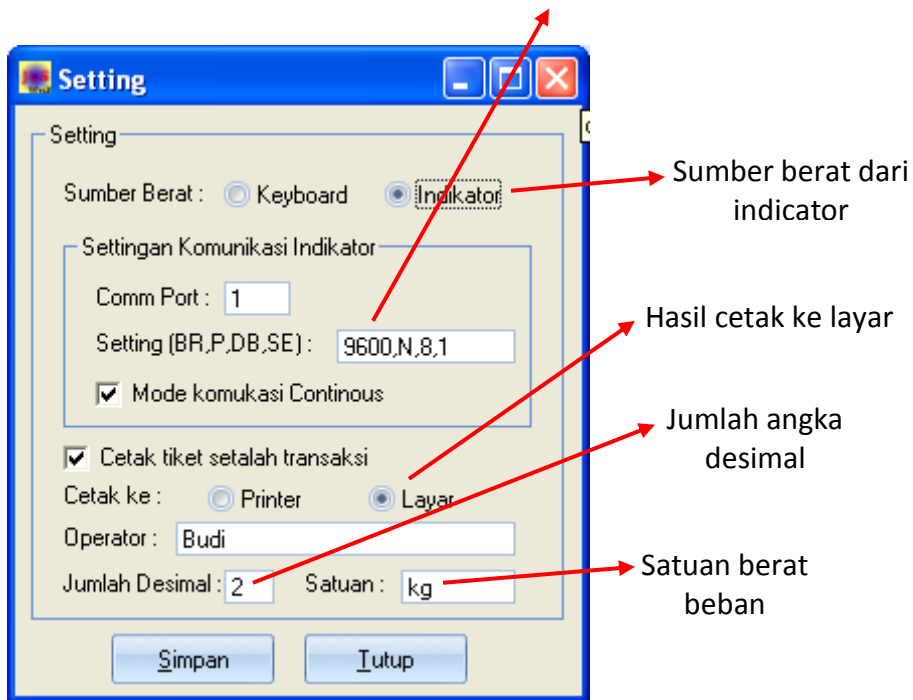 Setting
Setting
Sumber Berat : Keyboard Indikator
Sumber berat dari
indicator
Settingan Komunikasi Indikator
Comm Port : 1
Setting (BR,P,DB,SE) : 9600,N,8,1
Hasil cetak ke layar
Mode komukasi Continous
Jumlah angka
desimal
Cetak tiket setalah transaksi
Cetak ke : Printer Layar
Operator : Budi
Jumlah Desimal : 2 Satuan : kg
Satuan berat
beban
Simpan Tutup